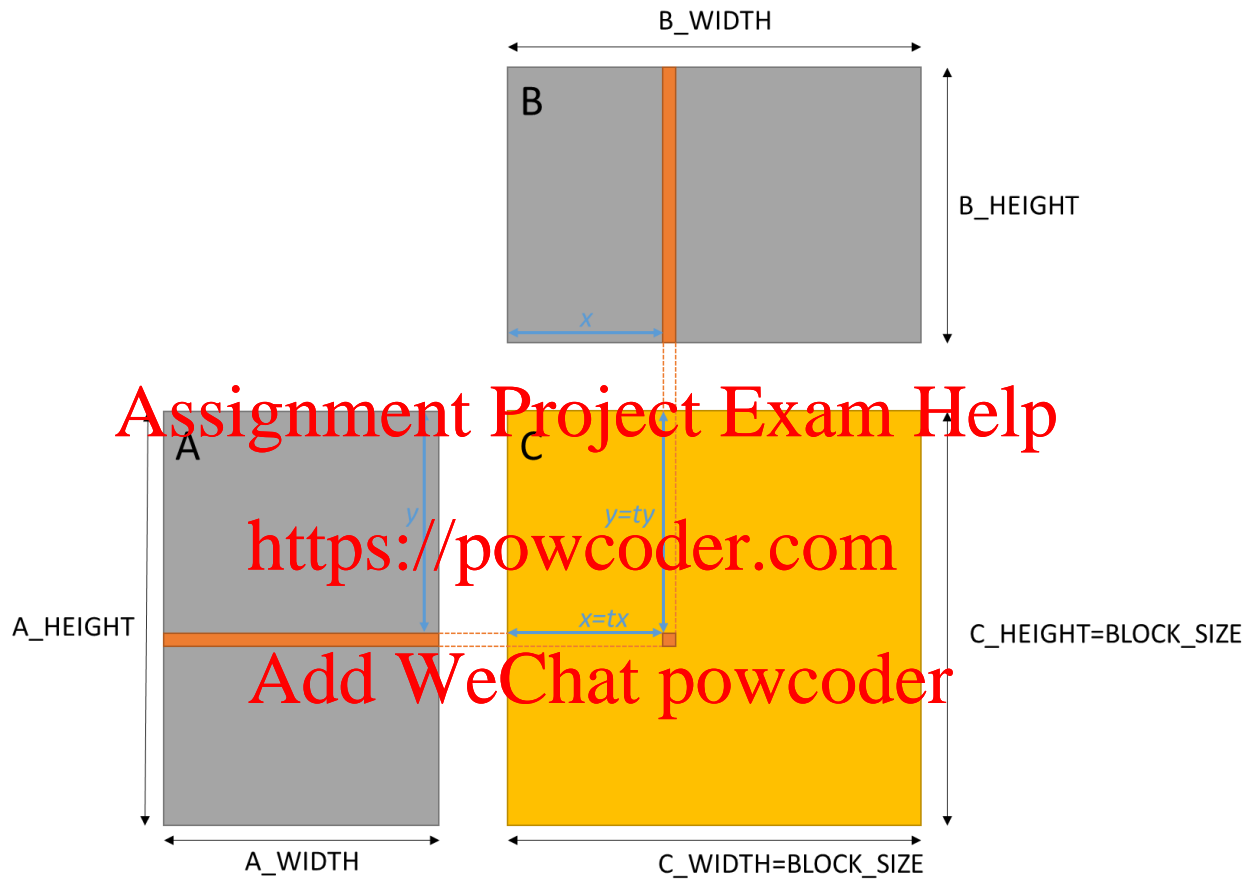 B_WIDTH
B
B_HEIGHT
x
Assignment Project Exam Help
A
C
y
y=ty
https://powcoder.com
x=tx
A_HEIGHT
C_HEIGHT=BLOCK_SIZE
Add WeChat powcoder
A_WIDTH
C_WIDTH=BLOCK_SIZE